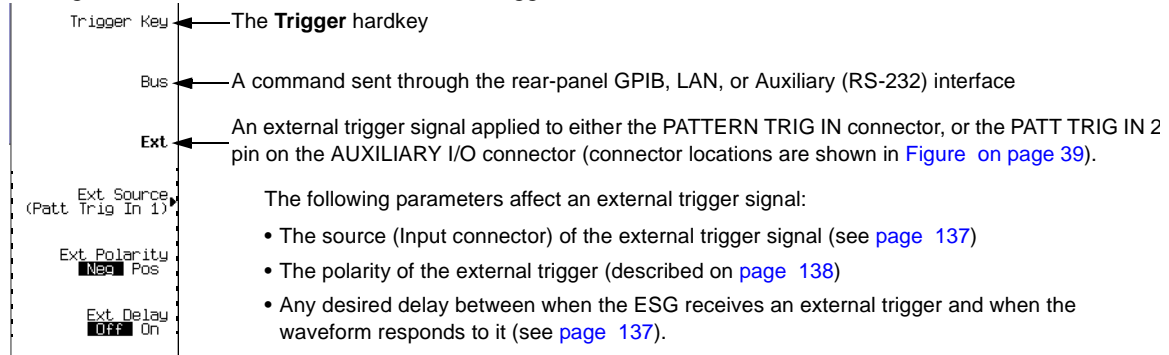 Trigger Key
The Trigger hardkey
Bus
A command sent through the rear-panel GPIB, LAN, or Auxiliary (RS-232) interface
Ext
An external trigger signal applied to either the PATTERN TRIG IN connector, or the PATT TRIG IN 2
pin on the AUXILIARY I/O connector (connector locations are shown in Figure on page 39).
Ext Source
(Patt Trig In 1)
The following parameters affect an external trigger signal:
• The source (Input connector) of the external trigger signal (see page 137)
Ext Polarity
Neg Pos
• The polarity of the external trigger (described on page 138)
Ext Delay
Off On
• Any desired delay between when the ESG receives an external trigger and when the
waveform responds to it (see page 137).